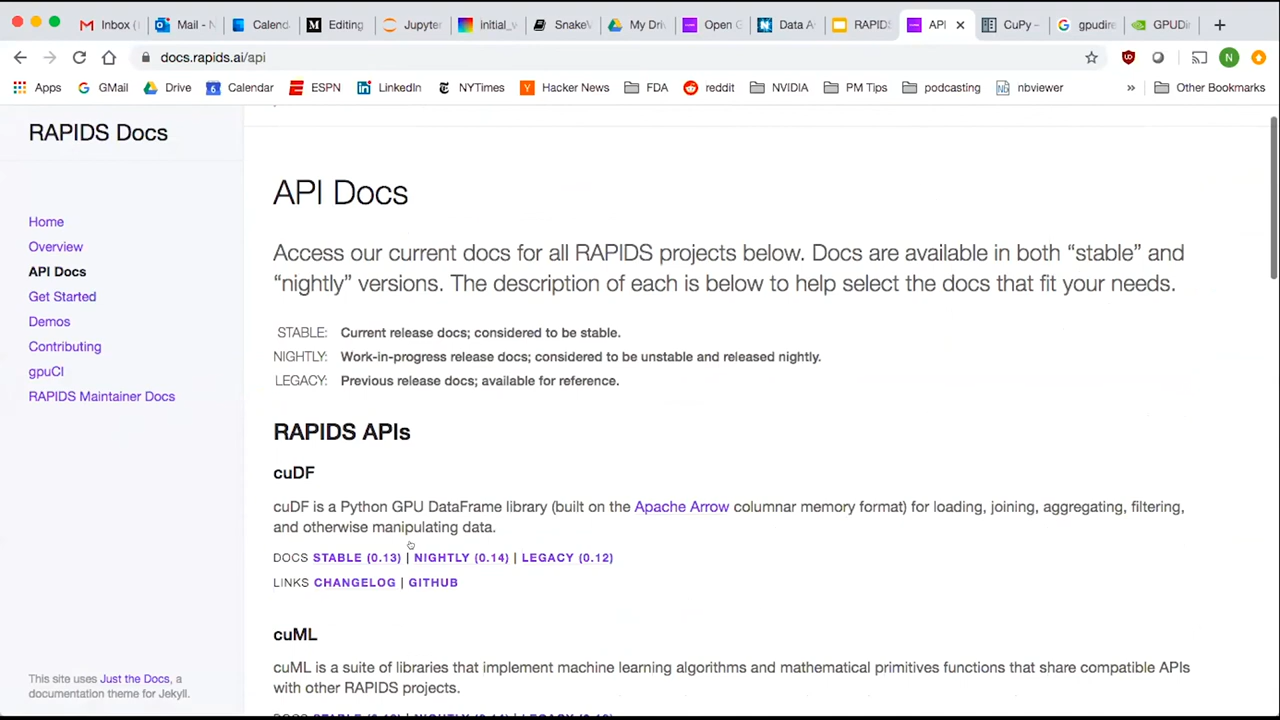 Inbox (
Mail - N
Calend
Editing
Jupyte
initial_
SnakeV
My Dri
Open G
Data A
RAPID
API
CuPy –
gpudire
GPUDi
docs.rapids.ai/api
N
Apps
GMail
Drive
Calendar
ESPN
LinkedIn
NYTimes
Hacker News
FDA
reddit
NVIDIA
PM Tips
podcasting
nbviewer
»
Other Bookmarks
RAPIDS Docs
Home
Overview
API Docs
Get Started
Demos
Contributing
gpuCI
RAPIDS Maintainer Docs
This site uses Just the Docs, a
documentation theme for Jekyll.
API Docs
Access our current docs for all RAPIDS projects below. Docs are available in both “stable” and
“nightly” versions. The description of each is below to help select the docs that fit your needs.
STABLE: Current release docs; considered to be stable.
NIGHTLY: Work-in-progress release docs; considered to be unstable and released nightly.
LEGACY: Previous release docs; available for reference.
RAPIDS APIs
cuDF
cuDF is a Python GPU DataFrame library (built on the Apache Arrow columnar memory format) for loading, joining, aggregating, filtering,
and otherwise manipulating data.
DOCS STABLE (0.13) | NIGHTLY (0.14) | LEGACY (0.12)
LINKS CHANGELOG | GITHUB
cuML
cuML is a suite of libraries that implement machine learning algorithms and mathematical primitives functions that share compatible APIs
with other RAPIDS projects.